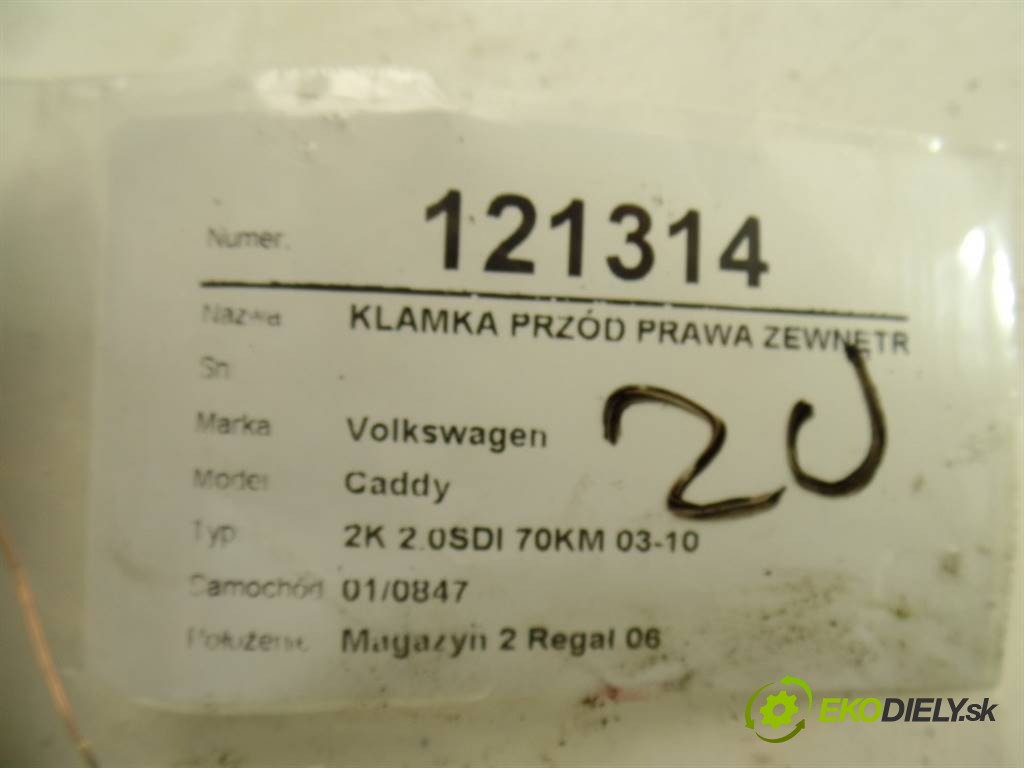 Numer. 121314
Nazwa KLAMKA PRZÓD PRAWA ZEWNĘTR
Sn
20
Marka Volkswagen
Model Caddy
Typ 2K 2.0SDI 70KM 03-10
Samochód 01/0847
Położenie Magazyn 2 Regał 06
EKODIELY.sk